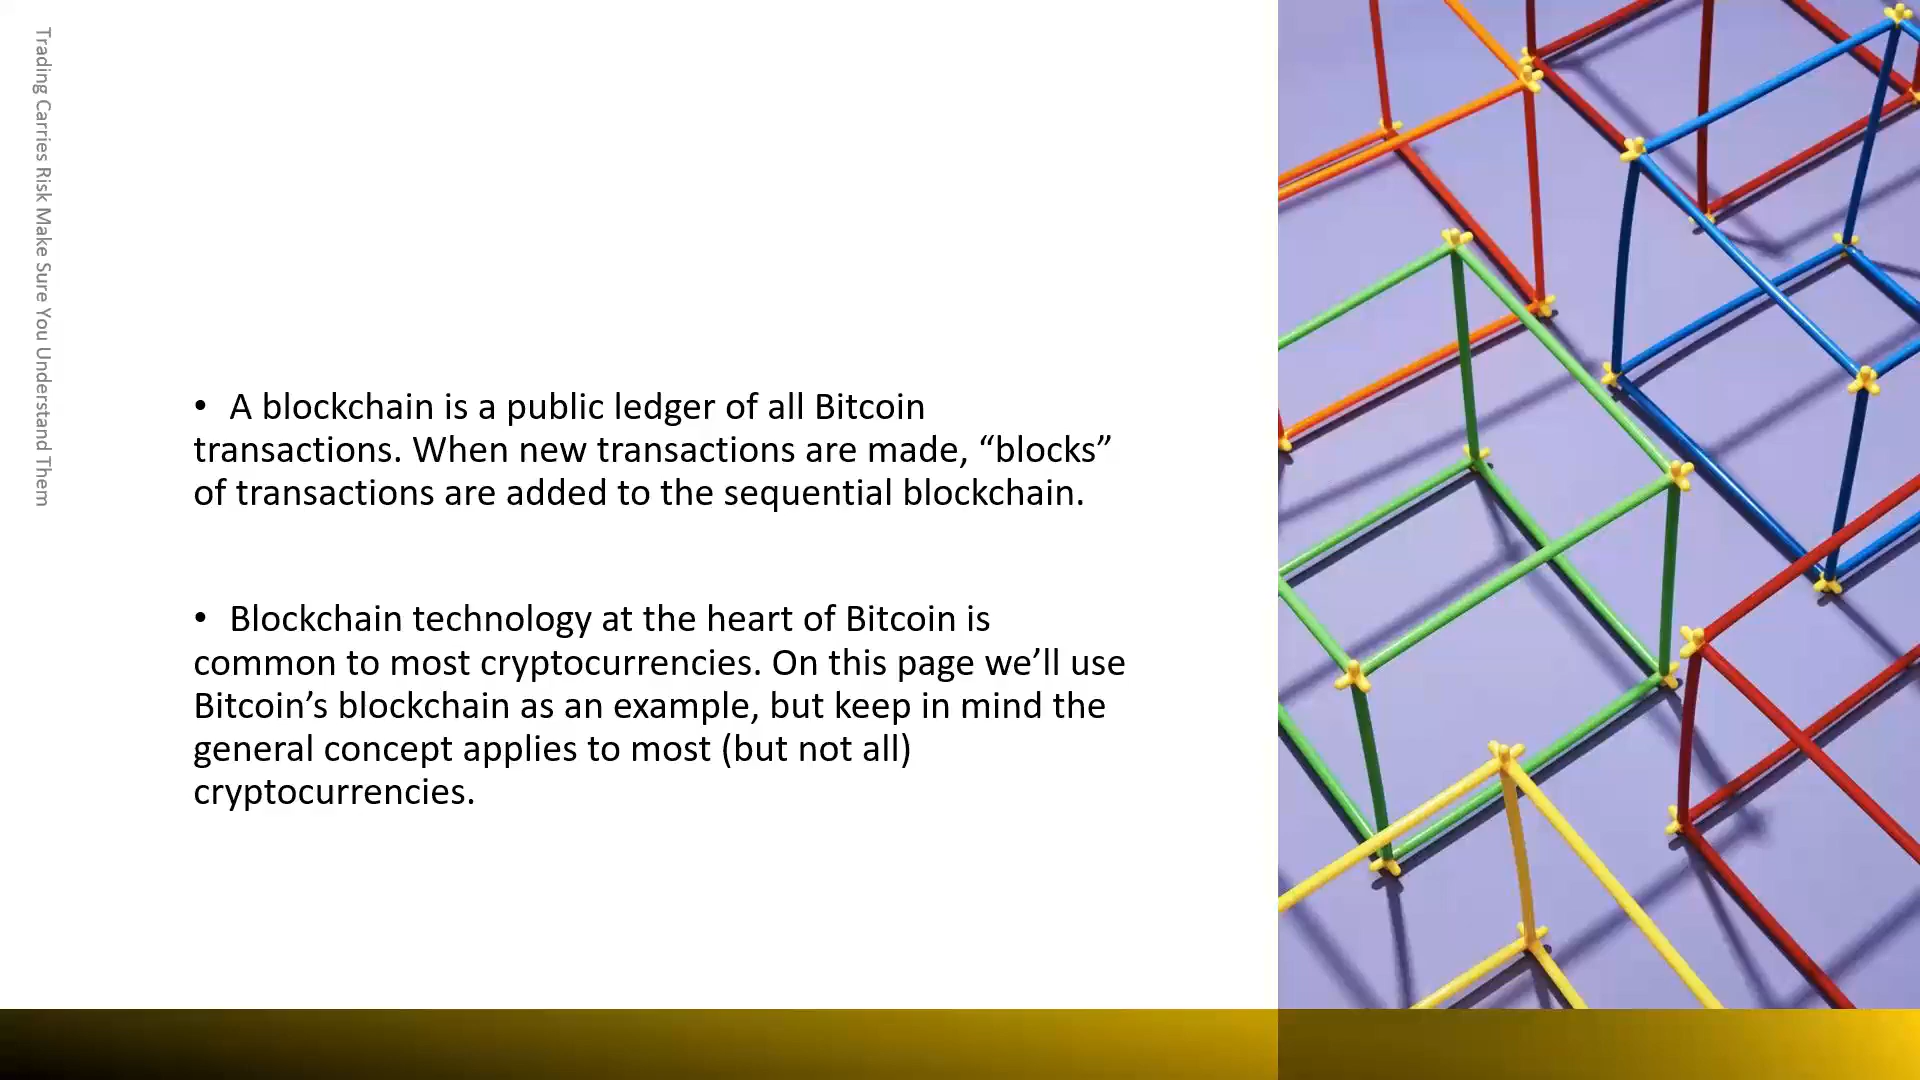 Trading Carries Risk Make Sure You Understand Them
• A blockchain is a public ledger of all Bitcoin
transactions. When new transactions are made, “blocks”
of transactions are added to the sequential blockchain.
• Blockchain technology at the heart of Bitcoin is
common to most cryptocurrencies. On this page we’ll use
Bitcoin’s blockchain as an example, but keep in mind the
general concept applies to most (but not all)
cryptocurrencies.